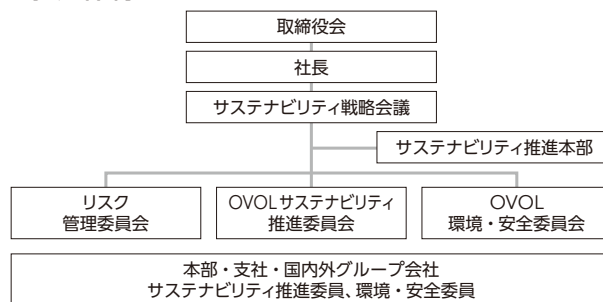 取締役会
社長
サステナビリティ戦略会議
サステナビリティ推進本部
リスク
管理委員会
OVOLサステナビリティ
推進委員会
OVOL
環境・安全委員会
本部・支社・国内外グループ会社
サステナビリティ推進委員、環境・安全委員